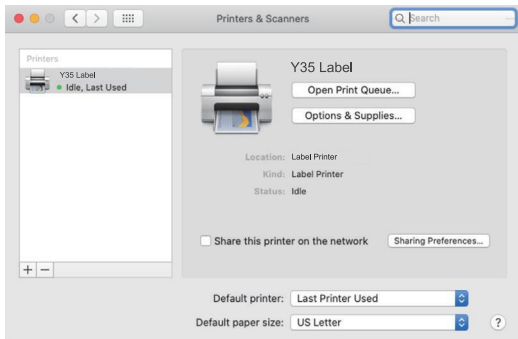 Printers & Scanners
Search
Printers
Y35 Label
Idle, Last Used
+ −
Y35 Label
Open Print Queue...
Options & Supplies...
Location: Label Printer
Kind: Label Printer
Status: Idle
Share this printer on the network
Sharing Preferences...
Default printer: Last Printer Used
Default paper size: US Letter
?